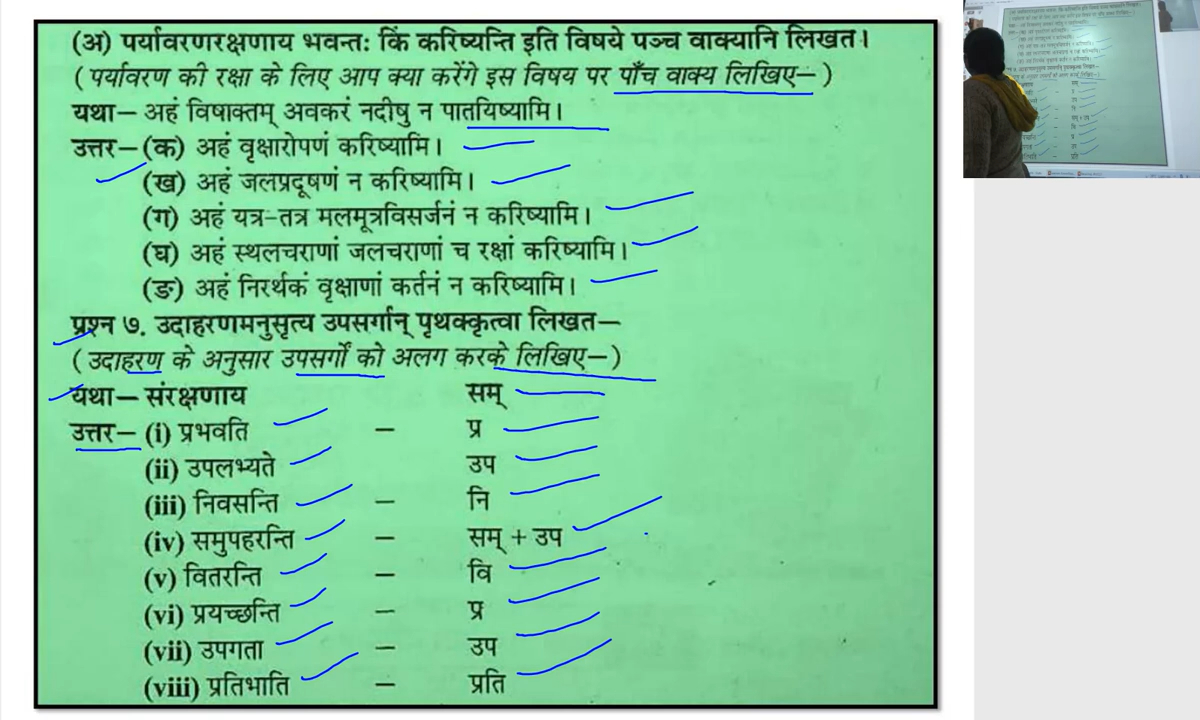 (अ) पर्यावरणरक्षणाय भवन्तः किं करिष्यन्ति इति विषये पञ्च वाक्यानि लिखत।
( पर्यावरण की रक्षा के लिए आप क्या करेंगे इस विषय पर पाँच वाक्य लिखिए– )
यथा– अहं विषाक्तम् अवकरं नदीषु न पातयिष्यामि।
उत्तर–(क) अहं वृक्षारोपणं करिष्यामि।
(ख) अहं जलप्रदूषणं न करिष्यामि।
(ग) अहं यत्र-तत्र मलमूत्रविसर्जनं न करिष्यामि।
(घ) अहं स्थलचराणां जलचराणां च रक्षां करिष्यामि।
(ङ) अहं निरर्थकं वृक्षाणां कर्तनं न करिष्यामि।
प्रश्न ७. उदाहरणमनुसृत्य उपसर्गान् पृथक्कृत्वा लिखत–
( उदाहरण के अनुसार उपसर्गों को अलग करके लिखिए– )
यथा– संरक्षणाय सम्
उत्तर– (i) प्रभवति – प्र
(ii) उपलभ्यते उप
(iii) निवसन्ति – नि
(iv) समुपहरन्ति – सम् + उप
(v) वितरन्ति – वि
(vi) प्रयच्छन्ति – प्र
(vii) उपगता – उप
(viii) प्रतिभाति – प्रति